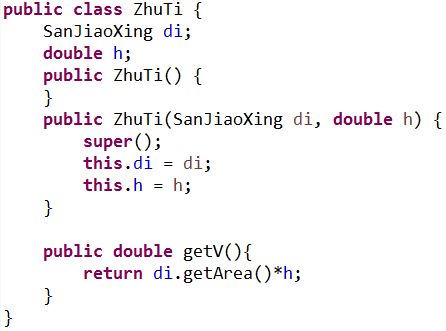 public class ZhuTi {
    SanJiaoXing di;
    double h;
    public ZhuTi() {
    }
    public ZhuTi(SanJiaoXing di, double h) {
        super();
        this.di = di;
        this.h = h;
    }

    public double getV(){
        return di.getArea()*h;
    }
}